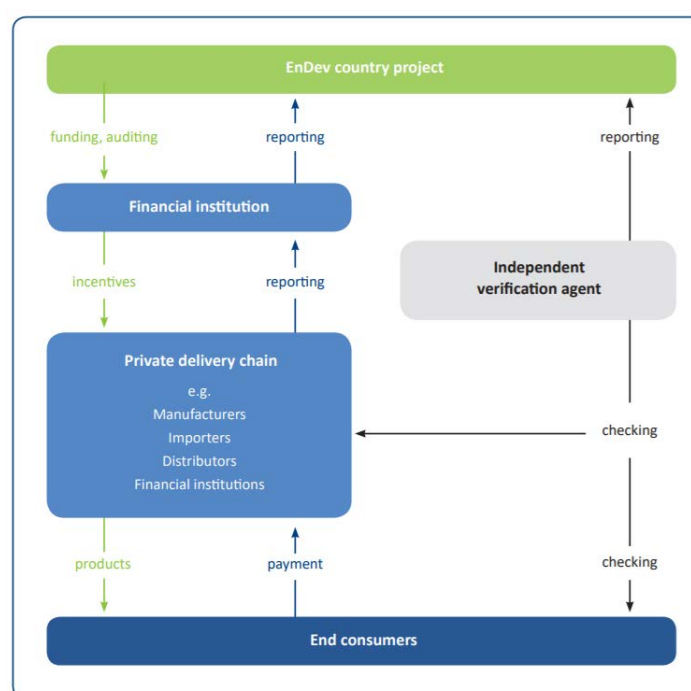 EnDev country project
funding, auditing
reporting
reporting
Financial institution
incentives
reporting
Independent
verification agent
Private delivery chain
e.g.
Manufacturers
Importers
Distributors
Financial institutions
checking
products
payment
checking
End consumers